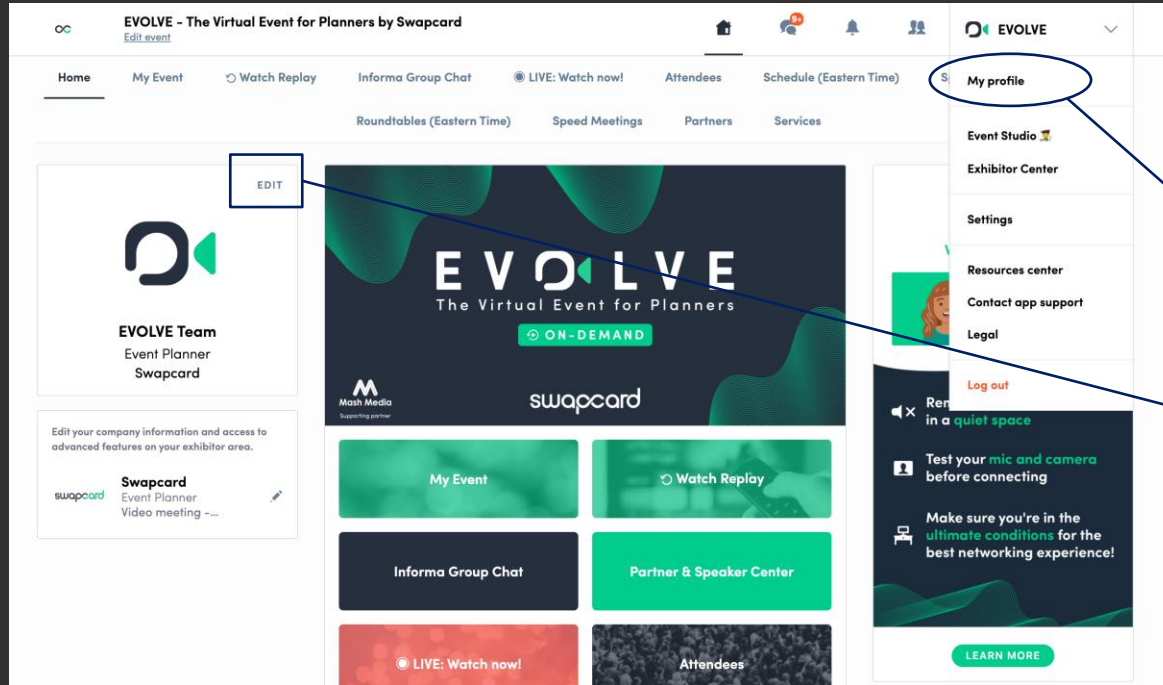 EVOLVE - The Virtual Event for Planners by Swapcard
Edit event
9+
EVOLVE
Home
My Event
Watch Replay
Informa Group Chat
LIVE: Watch now!
Attendees
Schedule (Eastern Time)
Roundtables (Eastern Time)
Speed Meetings
Partners
Services
My profile
Event Studio
Exhibitor Center
Settings
Resources center
Contact app support
Legal
Log out
EDIT
EVOLVE Team
Event Planner
Swapcard
Edit your company information and access to
advanced features on your exhibitor area.
swapcard
Swapcard
Event Planner
Video meeting -...
EVOLVE
The Virtual Event for Planners
ON-DEMAND
Mash Media
Supporting partner
swapcard
My Event
Watch Replay
Informa Group Chat
Partner & Speaker Center
LIVE: Watch now!
Attendees
in a quiet space
Test your mic and camera
before connecting
Make sure you're in the
ultimate conditions for the
best networking experience!
LEARN MORE